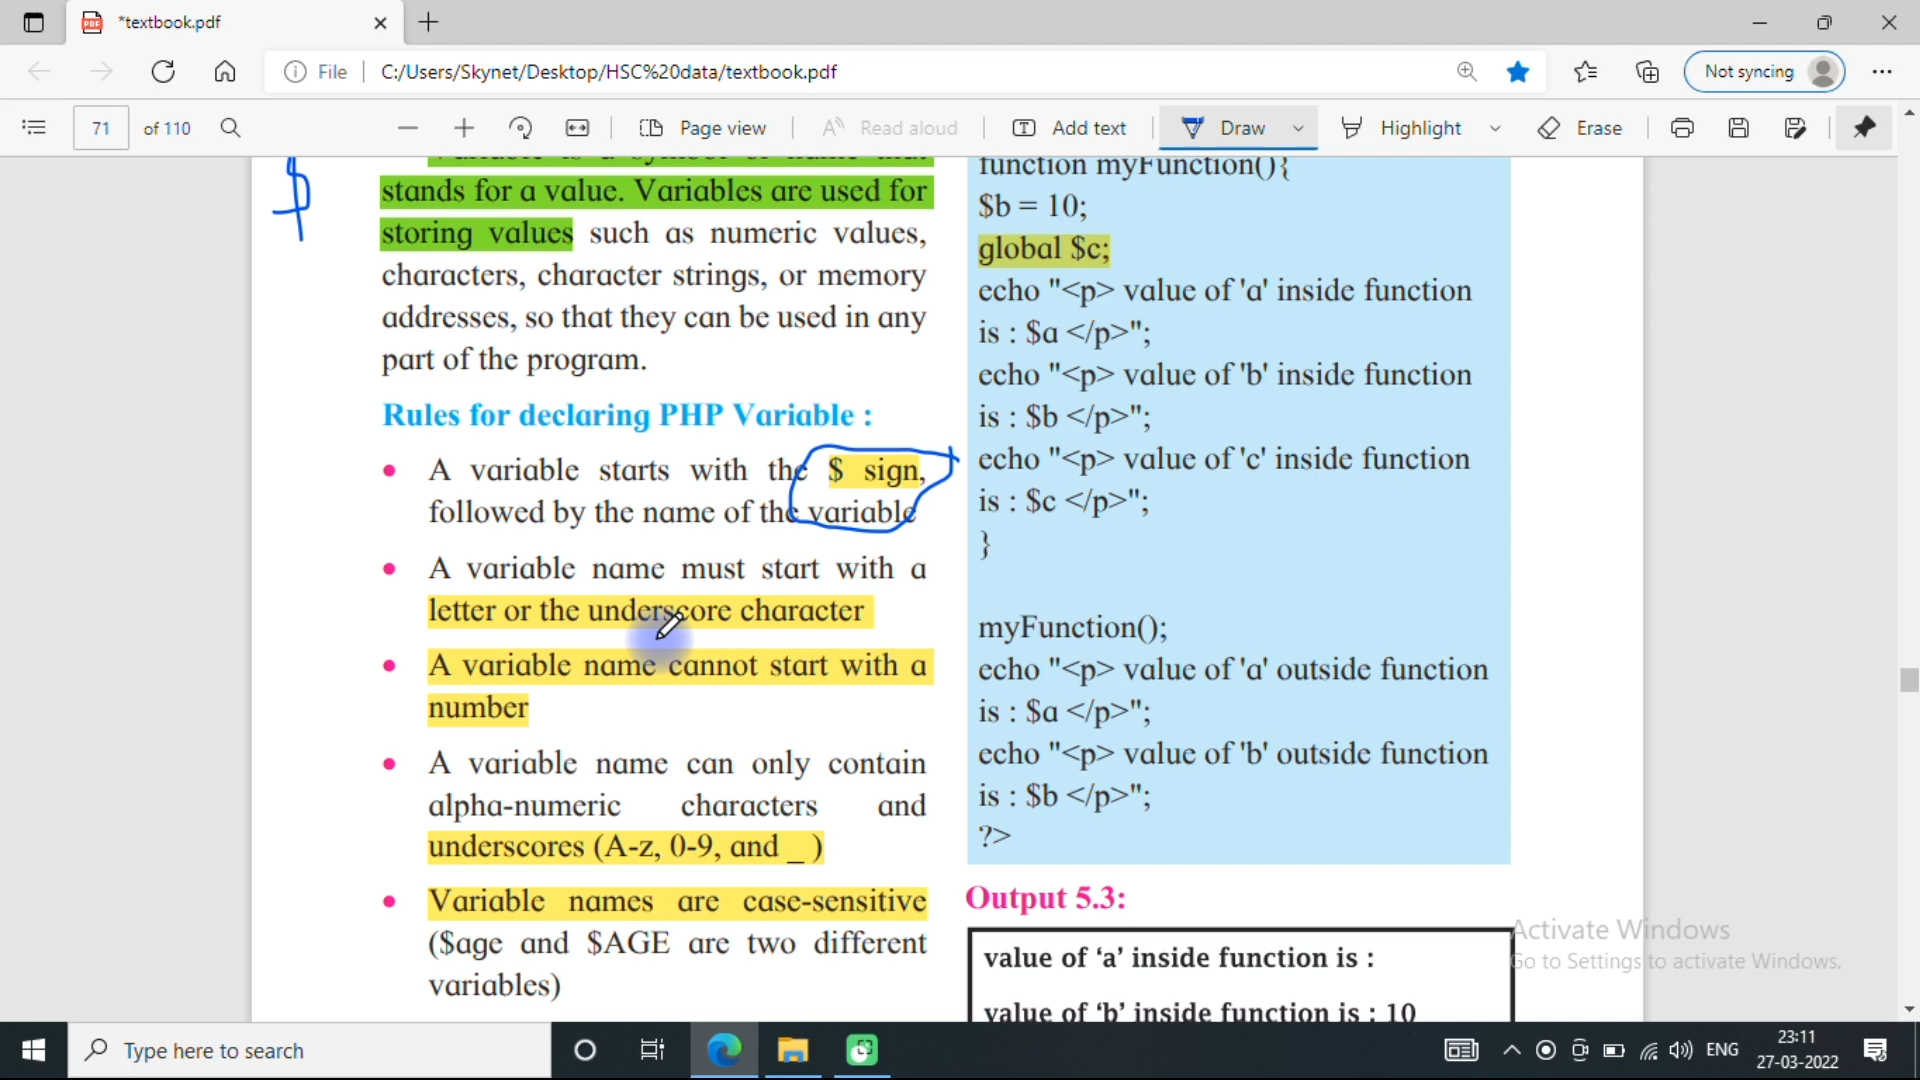 *textbook.pdf
File
C:/Users/Skynet/Desktop/HSC%20data/textbook.pdf
Not syncing
71 of 110
Page view
Read aloud
Add text
Draw
Highlight
Erase
$
Variable is a symbol or name that
stands for a value. Variables are used for
storing values such as numeric values,
characters, character strings, or memory
addresses, so that they can be used in any
part of the program.
Rules for declaring PHP Variable :
• A variable starts with the $ sign,
followed by the name of the variable
• A variable name must start with a
letter or the underscore character
• A variable name cannot start with a
number
• A variable name can only contain
alpha-numeric characters and
underscores (A-z, 0-9, and _ )
• Variable names are case-sensitive
($age and $AGE are two different
variables)
function myFunction(){
$b = 10;
global $c;
echo "<p> value of 'a' inside function
is : $a </p>";
echo "<p> value of 'b' inside function
is : $b </p>";
echo "<p> value of 'c' inside function
is : $c </p>";
}
myFunction();
echo "<p> value of 'a' outside function
is : $a </p>";
echo "<p> value of 'b' outside function
is : $b </p>";
?>
Output 5.3:
value of ‘a’ inside function is :
value of ‘b’ inside function is : 10
Activate Windows
Go to Settings to activate Windows.
Type here to search
ENG
23:11
27-03-2022